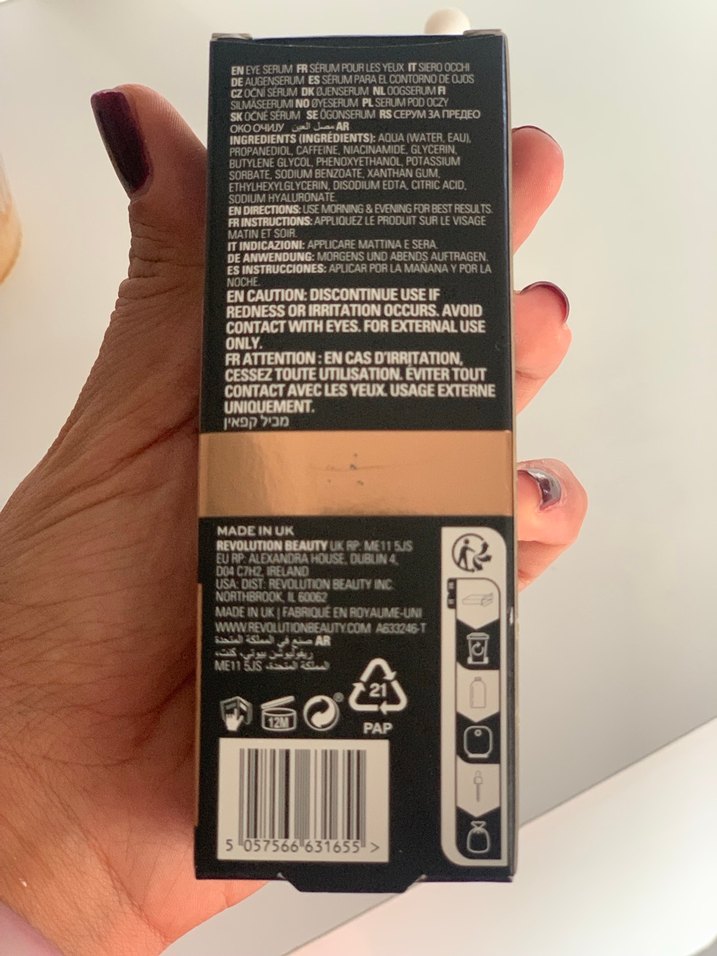 EN EYE SERUM FR SÉRUM POUR LES YEUX IT SIERO OCCHI
DE AUGENSERUM ES SÉRUM PARA EL CONTORNO DE OJOS
CZ OČNÍ SÉRUM DK ØJENSERUM NL OOGSERUM FI
SILMÄSEERUMI NO ØYESERUM PL SERUM POD OCZY
SK OČNÉ SÉRUM SE ÖGONSERUM RS СЕРУМ ЗА ПРЕДЕО
ОКО ОЧИЈУ مصل العين AR
INGREDIENTS (INGRÉDIENTS): AQUA (WATER, EAU),
PROPANEDIOL, CAFFEINE, NIACINAMIDE, GLYCERIN,
BUTYLENE GLYCOL, PHENOXYETHANOL, POTASSIUM
SORBATE, SODIUM BENZOATE, XANTHAN GUM,
ETHYLHEXYLGLYCERIN, DISODIUM EDTA, CITRIC ACID,
SODIUM HYALURONATE.
EN DIRECTIONS: USE MORNING & EVENING FOR BEST RESULTS.
FR INSTRUCTIONS: APPLIQUEZ LE PRODUIT SUR LE VISAGE
MATIN ET SOIR.
IT INDICAZIONI: APPLICARE MATTINA E SERA.
DE ANWENDUNG: MORGENS UND ABENDS AUFTRAGEN.
ES INSTRUCCIONES: APLICAR POR LA MAÑANA Y POR LA
NOCHE.
EN CAUTION: DISCONTINUE USE IF
REDNESS OR IRRITATION OCCURS. AVOID
CONTACT WITH EYES. FOR EXTERNAL USE
ONLY.
FR ATTENTION : EN CAS D'IRRITATION,
CESSEZ TOUTE UTILISATION. ÉVITER TOUT
CONTACT AVEC LES YEUX. USAGE EXTERNE
UNIQUEMENT.
מכיל קפאין
MADE IN UK
REVOLUTION BEAUTY UK RP: ME11 5JS
EU RP: ALEXANDRA HOUSE, DUBLIN 4,
D04 C7H2, IRELAND
USA: DIST: REVOLUTION BEAUTY INC.
NORTHBROOK, IL 60062
MADE IN UK | FABRIQUÉ EN ROYAUME-UNI
WWW.REVOLUTIONBEAUTY.COM A633246-T
صنع في المملكة المتحدة AR
ريفوليوشن بيوتي، كنت،
ME11 5JS المملكة المتحدة،
12M
21
PAP
5 057566 631655 >